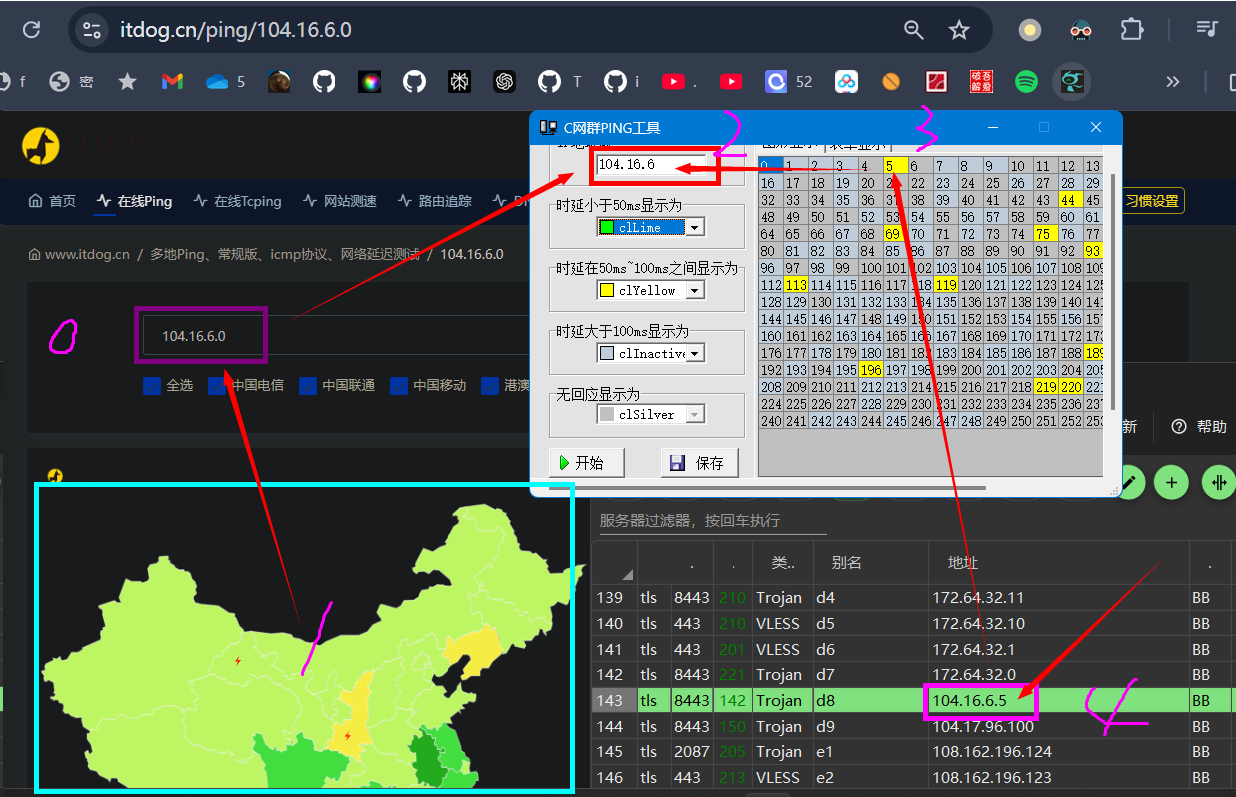 itdog.cn/ping/104.16.6.0
f 密 5 T i . 52 破吾解爱
首页 在线Ping 在线Tcping 网站测速 路由追踪 习惯设置
www.itdog.cn / 多地Ping、常规版、icmp协议、网络延迟测试 / 104.16.6.0
0
104.16.6.0
全选 中国电信 中国联通 中国移动 港澳
1
C网群PING工具
2
3
104.16.6
时延小于50ms显示为
clLime
时延在50ms~100ms之间显示为
clYellow
时延大于100ms显示为
clInactive
无回应显示为
clSilver
开始 保存
0 1 2 3 4 5 6 7 8 9 10 11 12 13
16 17 18 19 20 21 22 23 24 25 26 27 28 29
32 33 34 35 36 37 38 39 40 41 42 43 44 45
48 49 50 51 52 53 54 55 56 57 58 59 60 61
64 65 66 67 68 69 70 71 72 73 74 75 76 77
80 81 82 83 84 85 86 87 88 89 90 91 92 93
96 97 98 99 100 101 102 103 104 105 106 107 108 109
112 113 114 115 116 117 118 119 120 121 122 123 124 125
128 129 130 131 132 133 134 135 136 137 138 139 140 141
144 145 146 147 148 149 150 151 152 153 154 155 156 157
160 161 162 163 164 165 166 167 168 169 170 171 172 173
176 177 178 179 180 181 182 183 184 185 186 187 188 189
192 193 194 195 196 197 198 199 200 201 202 203 204 205
208 209 210 211 212 213 214 215 216 217 218 219 220 221
224 225 226 227 228 229 230 231 232 233 234 235 236 237
240 241 242 243 244 245 246 247 248 249 250 251 252 253
新 帮助
服务器过滤器，按回车执行
. . 类.. 别名 地址 .
139 tls 8443 210 Trojan d4 172.64.32.11 BB
140 tls 443 210 VLESS d5 172.64.32.10 BB
141 tls 443 201 VLESS d6 172.64.32.1 BB
142 tls 8443 221 Trojan d7 172.64.32.0 BB
143 tls 8443 142 Trojan d8 104.16.6.5 BB
4
144 tls 8443 150 Trojan d9 104.17.96.100 BB
145 tls 2087 205 Trojan e1 108.162.196.124 BB
146 tls 443 213 VLESS e2 108.162.196.123 BB